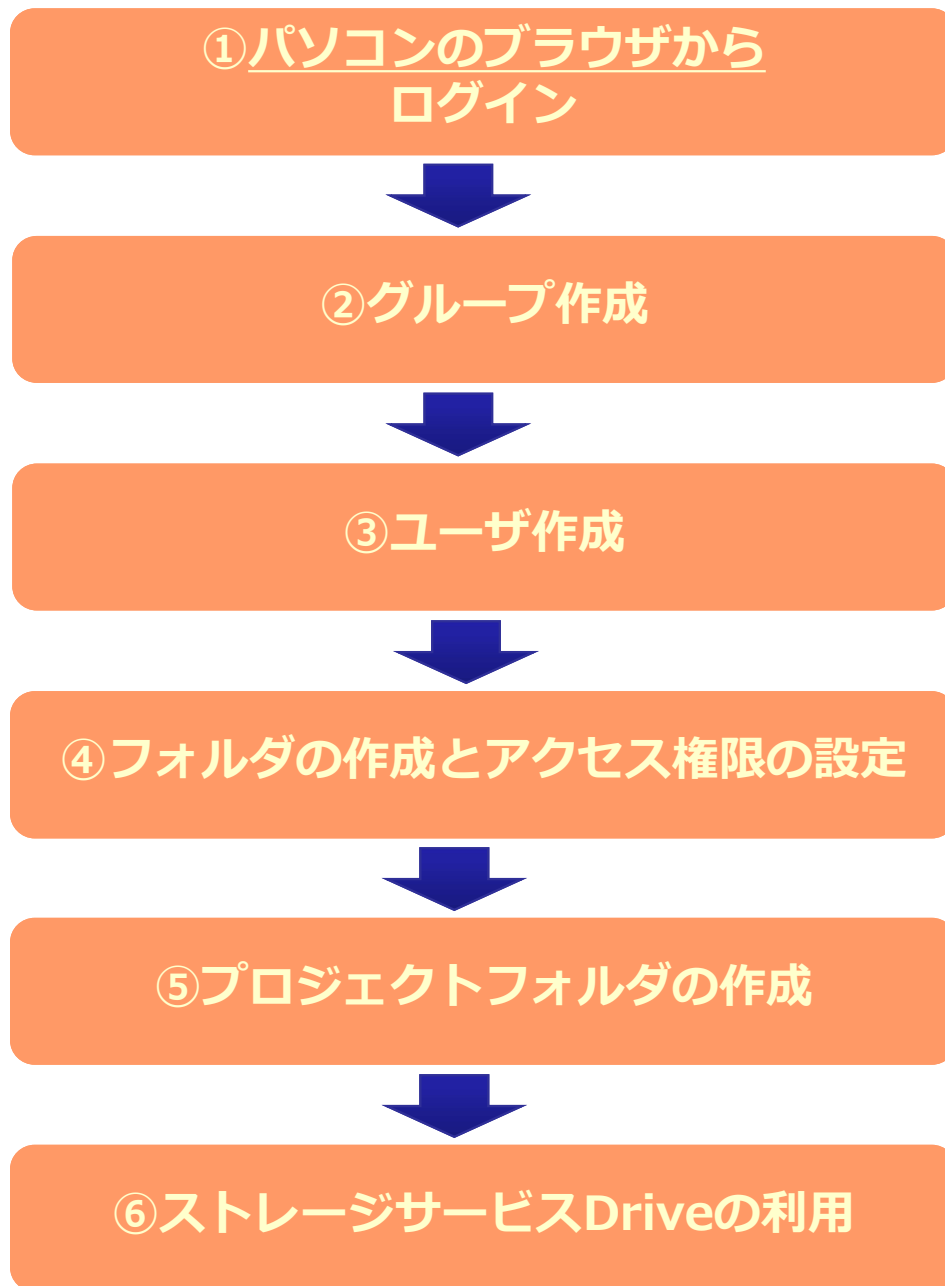 ①パソコンのブラウザから
ログイン
②グループ作成
③ユーザ作成
④フォルダの作成とアクセス権限の設定
⑤プロジェクトフォルダの作成
⑥ストレージサービスDriveの利用